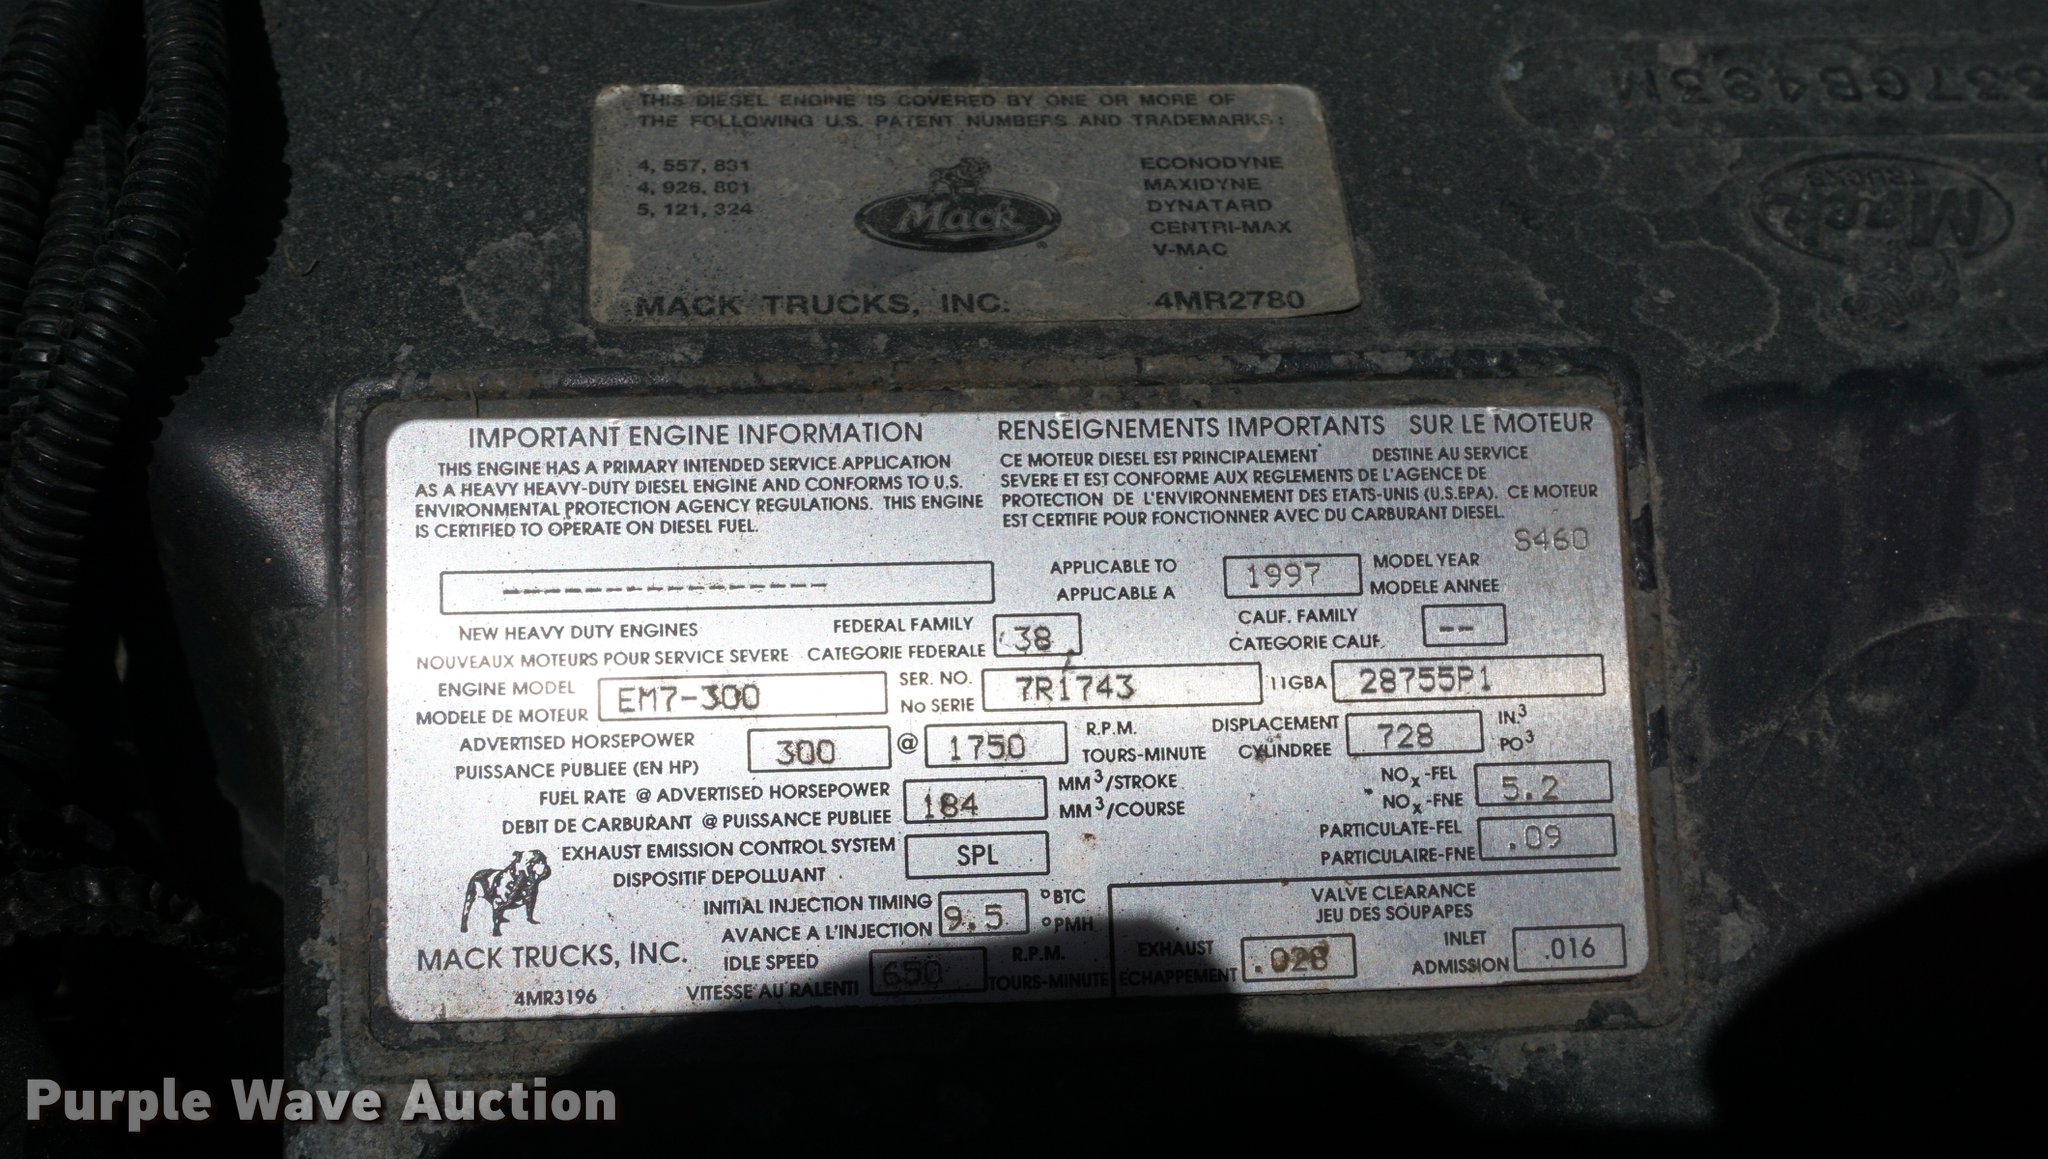 THIS DIESEL ENGINE IS COVERED BY ONE OR MORE OF
THE FOLLOWING U.S. PATENT NUMBERS AND TRADEMARKS:
4, 557, 831
4, 926, 801
5, 121, 324
Mack
ECONODYNE
MAXIDYNE
DYNATARD
CENTRI-MAX
V-MAC
MACK TRUCKS, INC. 4MR2780
337GB493M
Mack
TRUCKS
IMPORTANT ENGINE INFORMATION
THIS ENGINE HAS A PRIMARY INTENDED SERVICE APPLICATION
AS A HEAVY HEAVY-DUTY DIESEL ENGINE AND CONFORMS TO U.S.
ENVIRONMENTAL PROTECTION AGENCY REGULATIONS. THIS ENGINE
IS CERTIFIED TO OPERATE ON DIESEL FUEL.
RENSEIGNEMENTS IMPORTANTS SUR LE MOTEUR
CE MOTEUR DIESEL EST PRINCIPALEMENT DESTINE AU SERVICE
SEVERE ET EST CONFORME AUX REGLEMENTS DE L'AGENCE DE
PROTECTION DE L'ENVIRONNEMENT DES ETATS-UNIS (U.S.EPA). CE MOTEUR
EST CERTIFIE POUR FONCTIONNER AVEC DU CARBURANT DIESEL.
S460
----------------
APPLICABLE TO 1997 MODEL YEAR
APPLICABLE A MODELE ANNEE
NEW HEAVY DUTY ENGINES FEDERAL FAMILY 38 CALIF. FAMILY --
NOUVEAUX MOTEURS POUR SERVICE SEVERE CATEGORIE FEDERALE CATEGORIE CALIF.
ENGINE MODEL EM7-300 SER. NO. 7R1743 11GBA 28755P1
MODELE DE MOTEUR No SERIE
ADVERTISED HORSEPOWER 300 @ 1750 R.P.M. DISPLACEMENT 728 IN.³
PUISSANCE PUBLIEE (EN HP) TOURS-MINUTE CYLINDREE PO³
FUEL RATE @ ADVERTISED HORSEPOWER 184 MM³/STROKE NOx-FEL 5.2
DEBIT DE CARBURANT @ PUISSANCE PUBLIEE MM³/COURSE NOx-FNE
EXHAUST EMISSION CONTROL SYSTEM SPL PARTICULATE-FEL .09
DISPOSITIF DEPOLLUANT PARTICULAIRE-FNE
INITIAL INJECTION TIMING 9.5 °BTC VALVE CLEARANCE
AVANCE A L'INJECTION °PMH JEU DES SOUPAPES
MACK TRUCKS, INC. IDLE SPEED 650 R.P.M. EXHAUST .028 INLET .016
4MR3196 VITESSE AU RALENTI TOURS-MINUTE ECHAPPEMENT ADMISSION
Purple Wave Auction